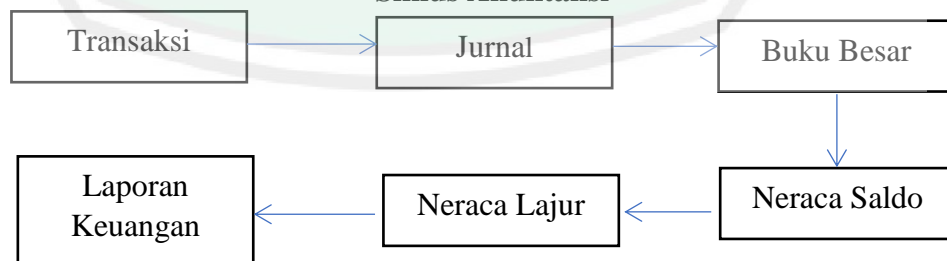 Transaksi
Jurnal
Buku Besar
Laporan
Keuangan
Neraca Lajur
Neraca Saldo